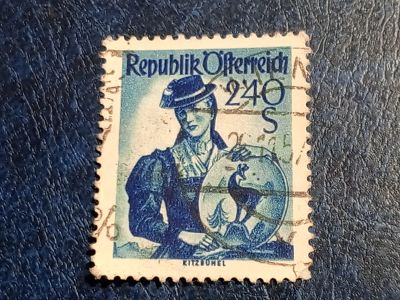 Republik Österreich
2.40
S
KITZBÜHEL